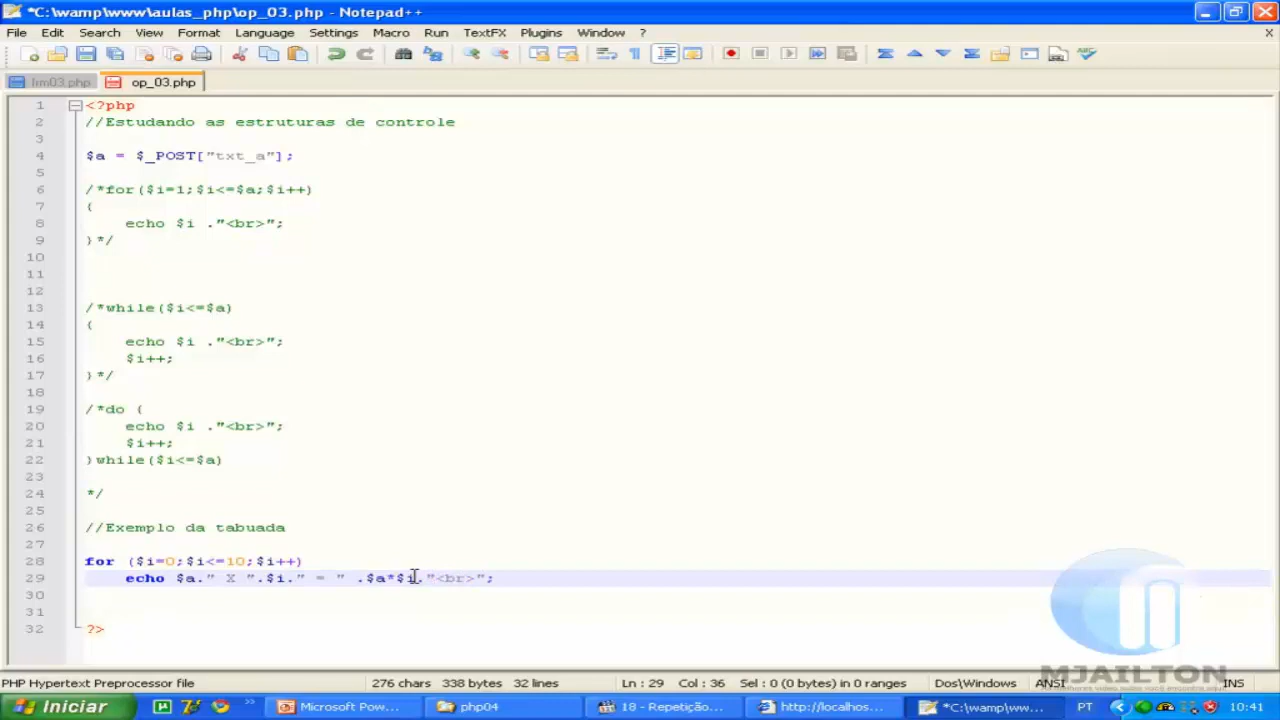 *C:\wamp\www\aulas_php\op_03.php - Notepad++
File Edit Search View Format Language Settings Macro Run TextFX Plugins Window ? X
frm03.php op_03.php
1 <?php
2 //Estudando as estruturas de controle
3
4 $a = $_POST["txt_a"];
5
6 /*for($i=1;$i<=$a;$i++)
7 {
8 echo $i ."<br>";
9 }*/
10
11
12
13 /*while($i<=$a)
14 {
15 echo $i ."<br>";
16 $i++;
17 }*/
18
19 /*do {
20 echo $i ."<br>";
21 $i++;
22 }while($i<=$a)
23
24 */
25
26 //Exemplo da tabuada
27
28 for ($i=0;$i<=10;$i++)
29 echo $a." X ".$i." = " .$a*$i."<br>";
30
31
32 ?>
MJAILTON
PHP Hypertext Preprocessor file 276 chars 338 bytes 32 lines Ln : 29 Col : 36 Sel : 0 (0 bytes) in 0 ranges Dos\Windows ANSI INS
Iniciar Microsoft Pow... php04 18 - Repetição... http://localhos... *C:\wamp\ww... PT 10:41